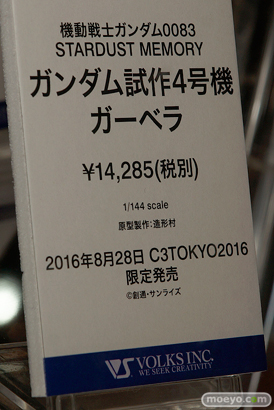 機動戦士ガンダム0083
STARDUST MEMORY
ガンダム試作4号機
ガーベラ
¥14,285(税別)
1/144 scale
原型製作：造形村
2016年8月28日 C3TOKYO2016
限定発売
©創通・サンライズ
VS VOLKS INC.
WE SEEK CREATIVITY
moeyo.com